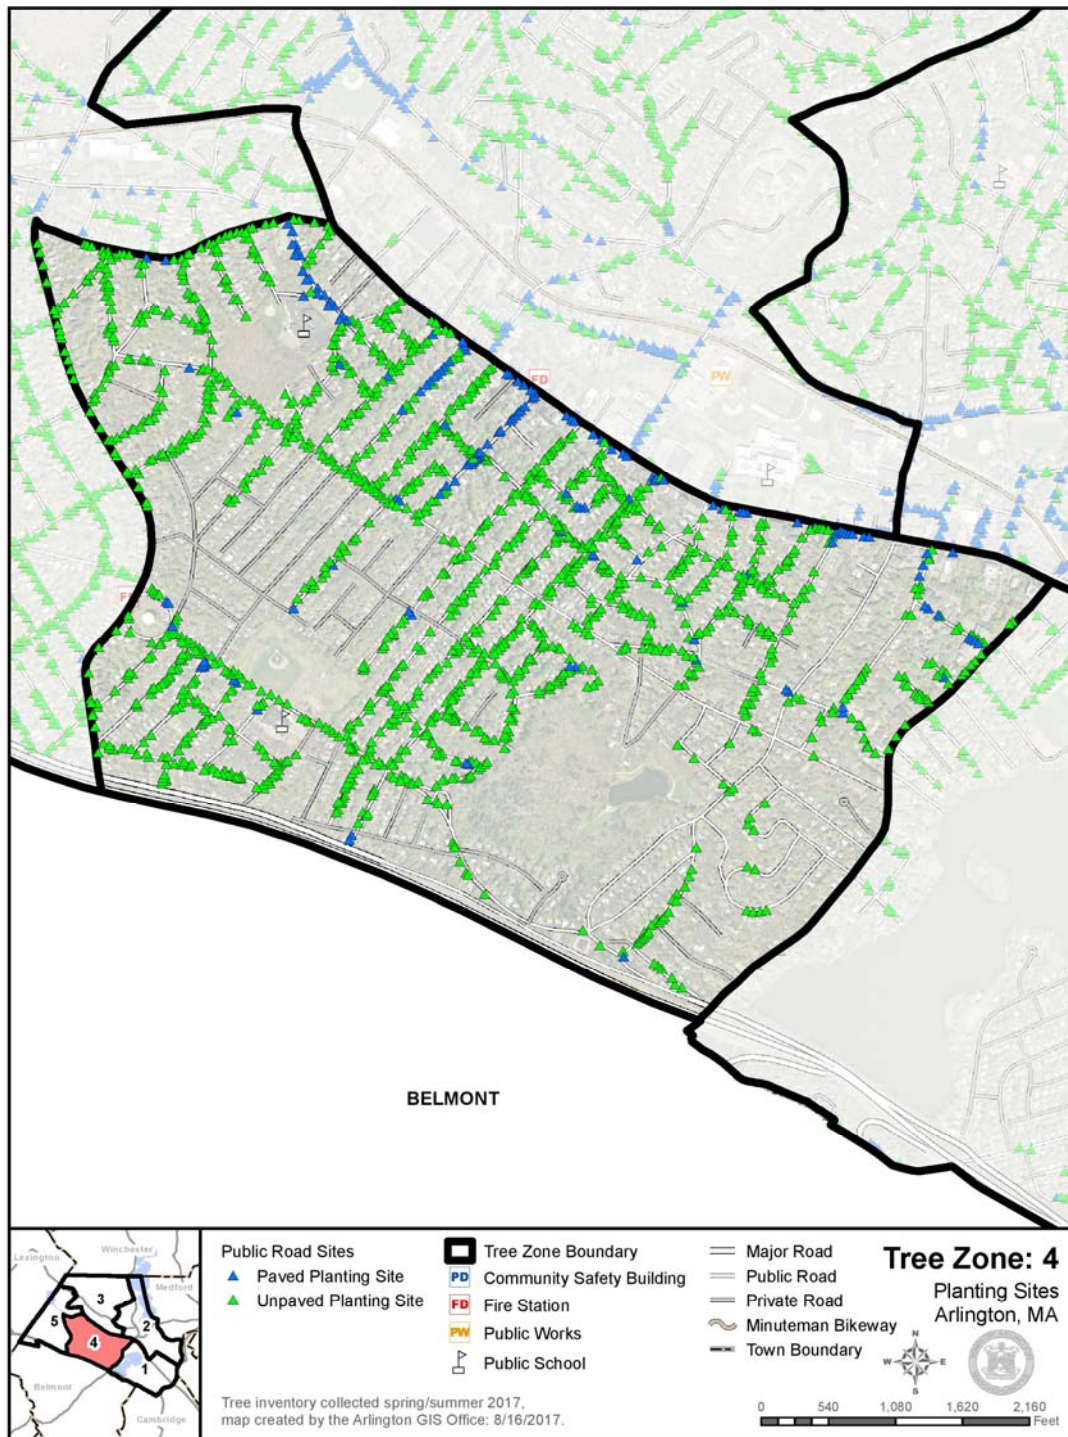 FD
PW
F
BELMONT
Lexington
Winchester
Medford
3
5
2
4
1
Belmont
Cambridge
Public Road Sites
Paved Planting Site
Unpaved Planting Site
Tree Zone Boundary
PD Community Safety Building
FD Fire Station
PW Public Works
Public School
Major Road
Public Road
Private Road
Minuteman Bikeway
Town Boundary
Tree Zone: 4
Planting Sites
Arlington, MA
N
W E
S
Tree inventory collected spring/summer 2017,
map created by the Arlington GIS Office: 8/16/2017.
0 540 1,080 1,620 2,160
Feet